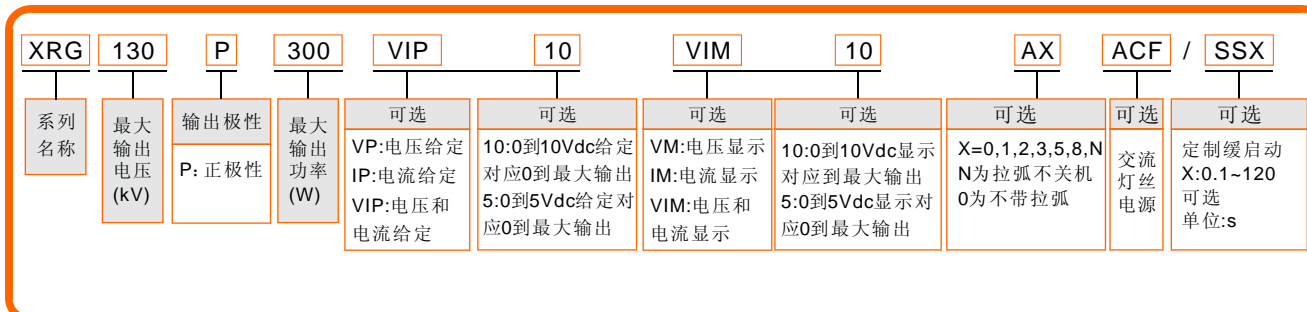 XRG 130 P 300 VIP 10 VIM 10 AX ACF / SSX
系列
名称
最大
输出
电压
(kV)
输出极性
P: 正极性
最大
输出
功率
(W)
可选
VP:电压给定
IP:电流给定
VIP:电压和
电流给定
可选
10:0到10Vdc给定
对应0到最大输出
5:0到5Vdc给定对
应0到最大输出
可选
VM:电压显示
IM:电流显示
VIM:电压和
电流显示
可选
10:0到10Vdc显示
对应到最大输出
5:0到5Vdc显示对
应0到最大输出
可选
X=0,1,2,3,5,8,N
N为拉弧不关机
0为不带拉弧
可选
交流
灯丝
电源
可选
定制缓启动
X:0.1~120
可选
单位:s